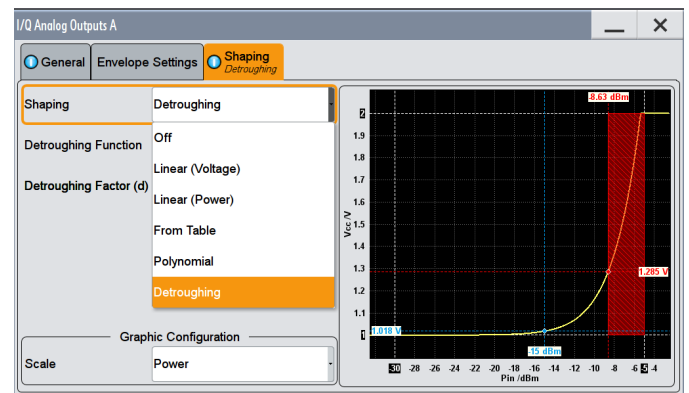 I/Q Analog Outputs A
General
Envelope Settings
Shaping
Detroughing
Shaping
Detroughing
Detroughing Function
Off
Linear (Voltage)
Detroughing Factor (d)
Linear (Power)
From Table
Polynomial
Detroughing
Graphic Configuration
Scale
Power
-8.63 dBm
2
1.9
1.8
1.7
1.6
1.5
1.4
1.3
1.2
1.1
1
Vcc /V
1.285 V
1.018 V
-15 dBm
-30 -28 -26 -24 -22 -20 -18 -16 -14 -12 -10 -8 -6 -5 -4
Pin /dBm